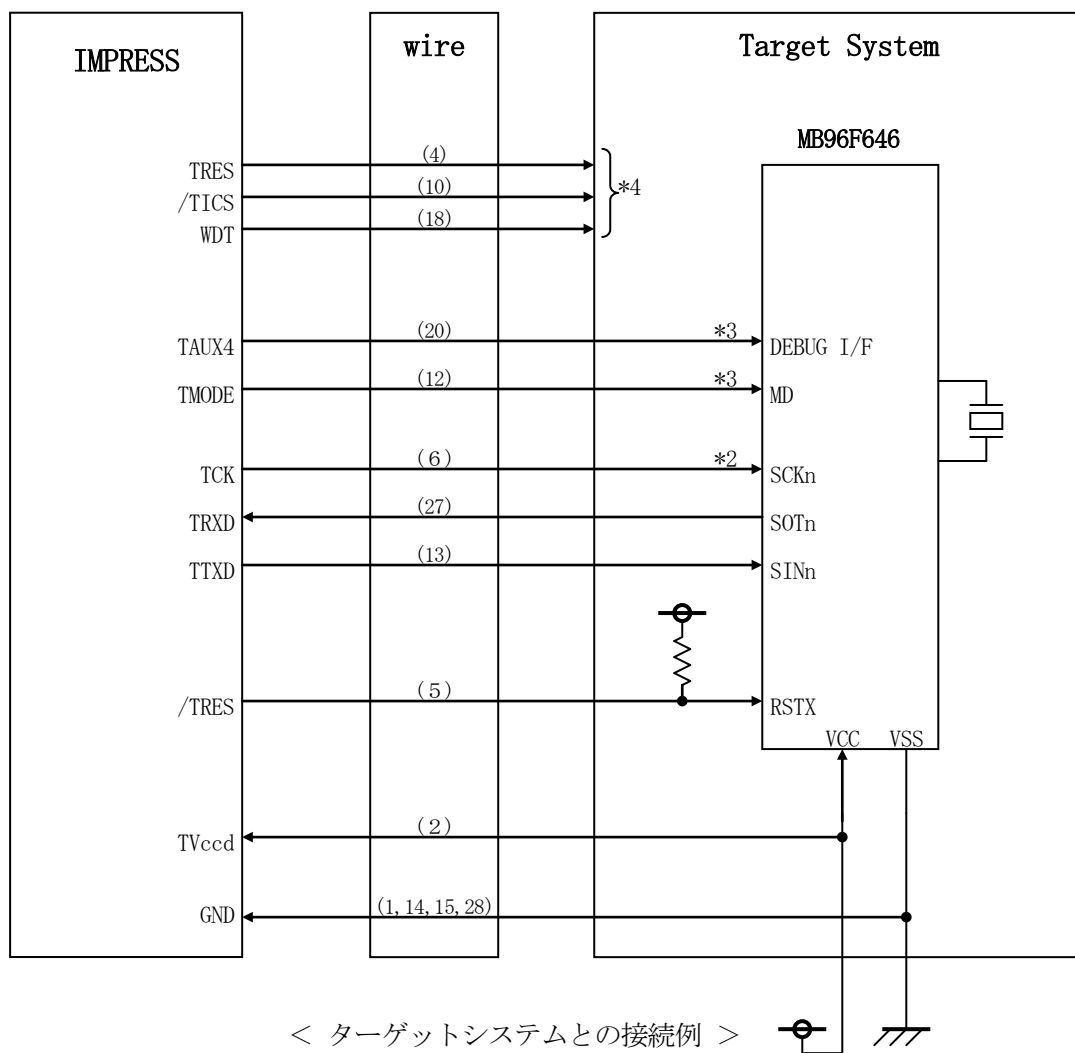 IMPRESS
wire
Target System
MB96F646
TRES
(4)
*4
/TICS
(10)
WDT
(18)
TAUX4
(20)
*3
DEBUG I/F
TMODE
(12)
*3
MD
TCK
(６)
*2
SCKn
TRXD
(27)
SOTn
TTXD
(13)
SINn
/TRES
(５)
RSTX
VCC
VSS
TVccd
(２)
GND
(1,14,15,28)
< ターゲットシステムとの接続例 >